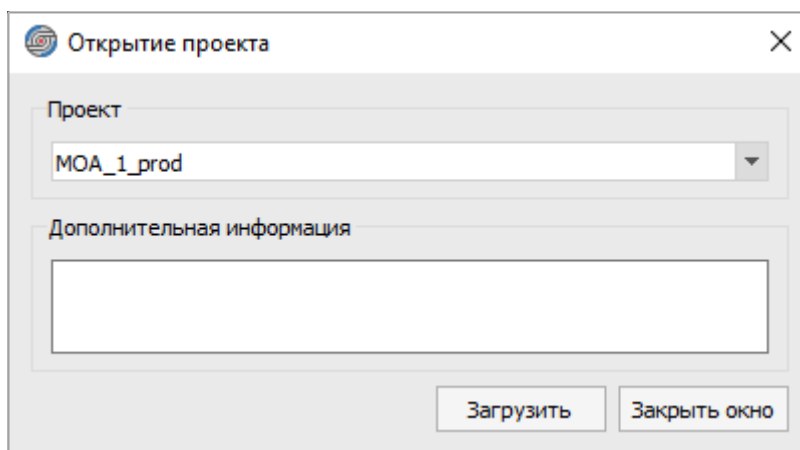 Открытие проекта
Проект
MOA_1_prod
Дополнительная информация
Загрузить
Закрыть окно